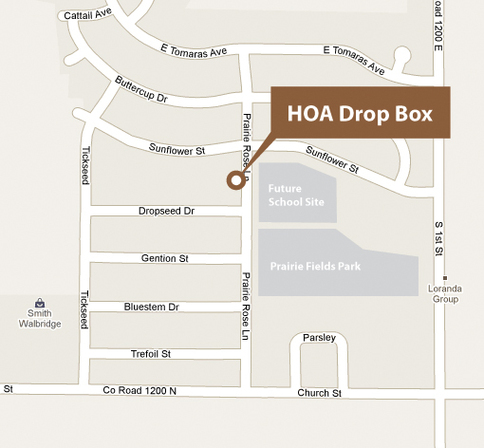 Cattail Ave
Road 1200 E
E Tomaras Ave
E Tomaras Ave
Buttercup Dr
HOA Drop Box
Prairie Rose Ln
Sunflower St
Sunflower St
Tickseed
Future
School Site
Dropseed Dr
S 1st St
Gention St
Prairie Fields Park
Prairie Rose Ln
Tickseed
Loranda
Group
Bluestem Dr
Smith
Walbridge
Parsley
Trefoil St
St
Co Road 1200 N
Church St